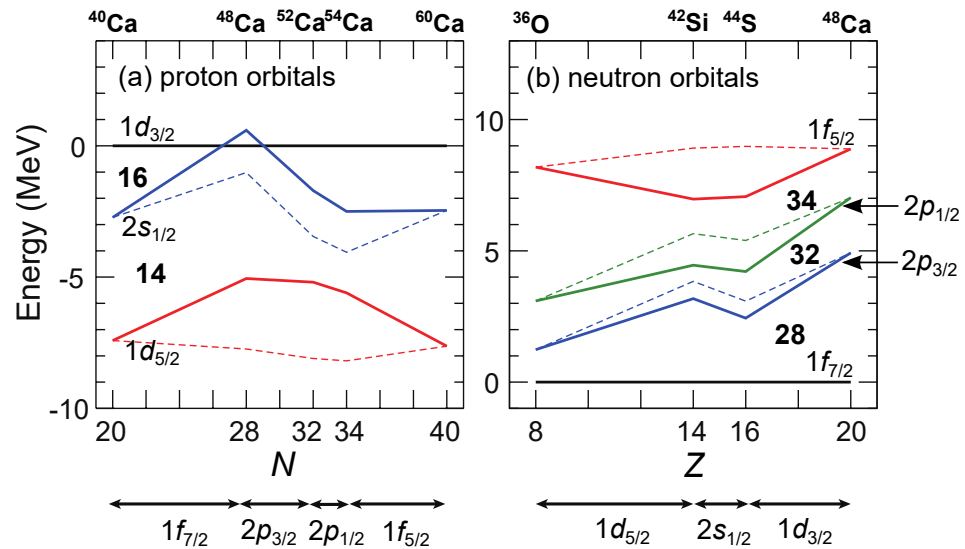 ⁴⁰Ca ⁴⁸Ca ⁵²Ca ⁵⁴Ca ⁶⁰Ca
(a) proton orbitals
1d₃/₂
0
16
2s₁/₂
14
-5
1d₅/₂
-10
Energy (MeV)
20 28 32 34 40
N
1f₇/₂ 2p₃/₂ 2p₁/₂ 1f₅/₂
³⁶O ⁴²Si ⁴⁴S ⁴⁸Ca
(b) neutron orbitals
10
1f₅/₂
34
2p₁/₂
5
32
2p₃/₂
28
1f₇/₂
0
8 14 16 20
Z
1d₅/₂ 2s₁/₂ 1d₃/₂